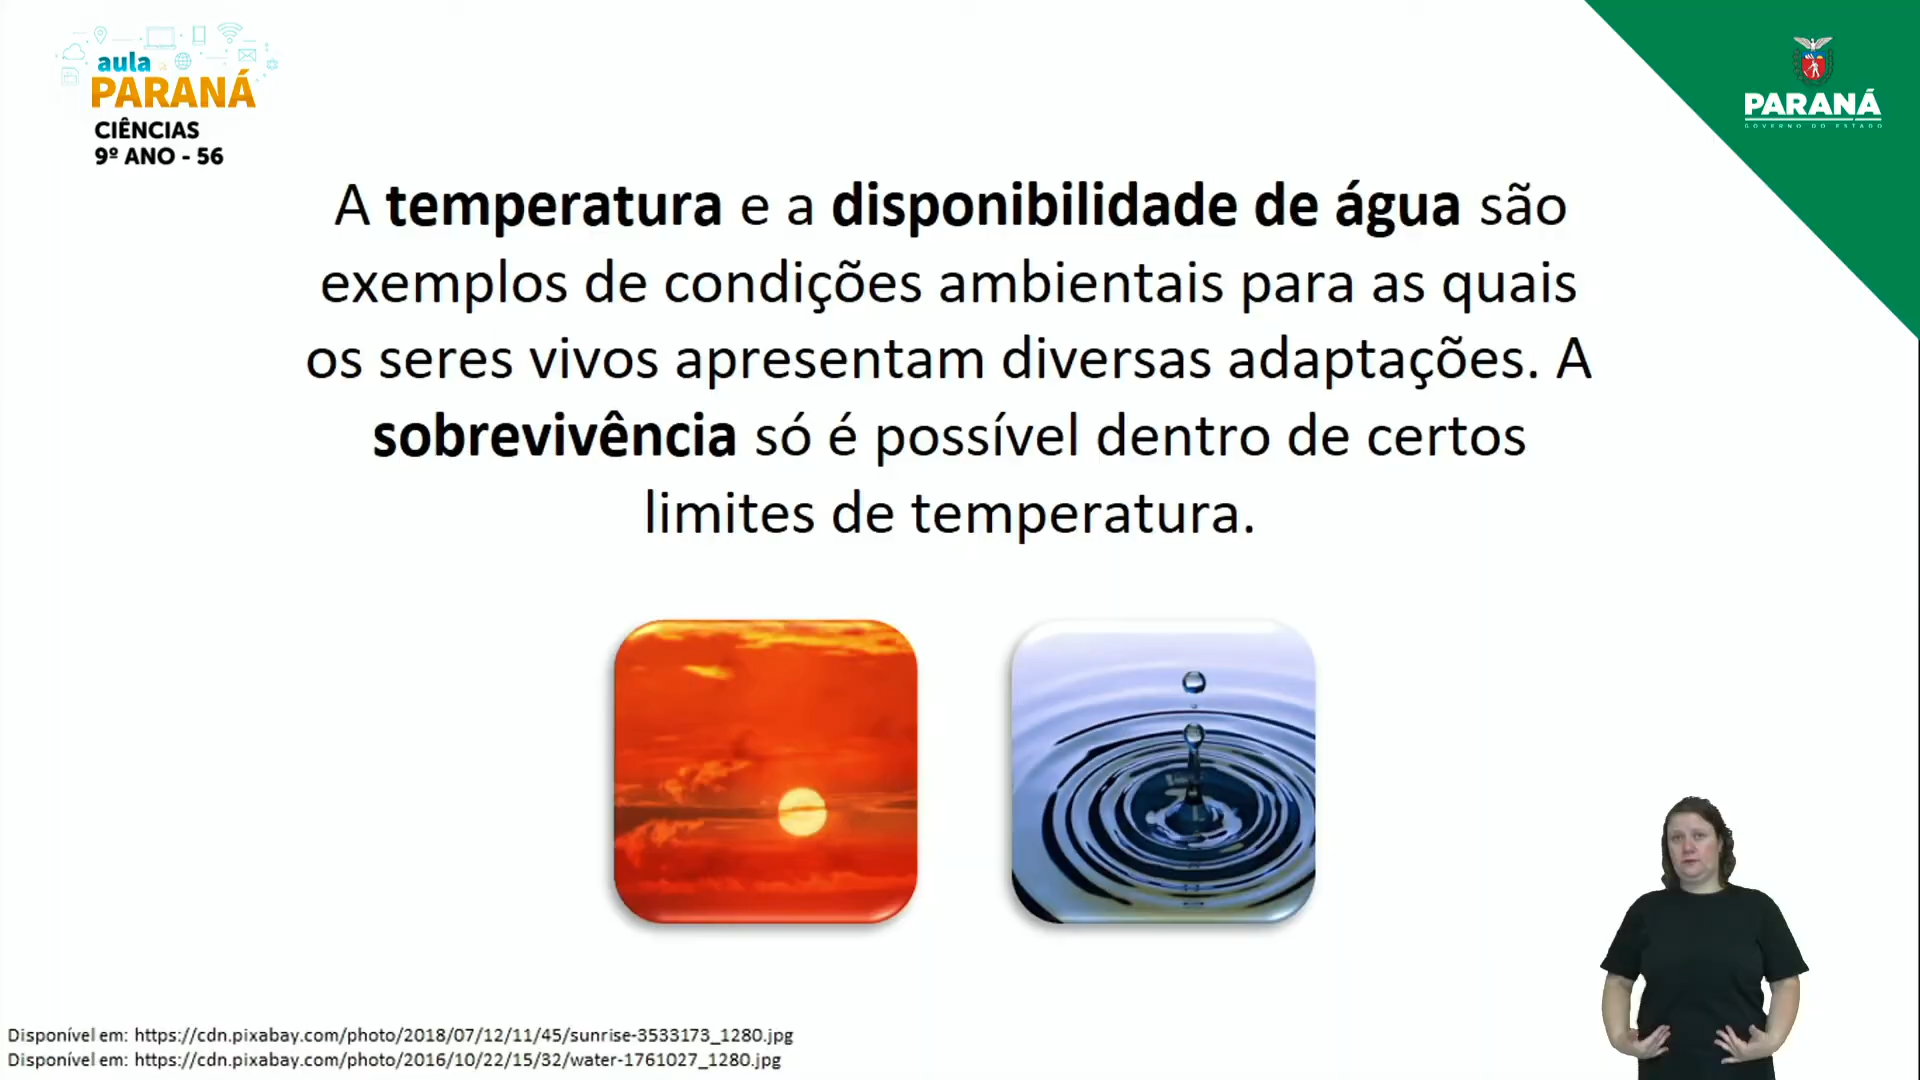 aula
PARANÁ
CIÊNCIAS
9º ANO - 56
PARANÁ
GOVERNO DO ESTADO
A temperatura e a disponibilidade de água são
exemplos de condições ambientais para as quais
os seres vivos apresentam diversas adaptações. A
sobrevivência só é possível dentro de certos
limites de temperatura.
Disponível em: https://cdn.pixabay.com/photo/2018/07/12/11/45/sunrise-3533173_1280.jpg
Disponível em: https://cdn.pixabay.com/photo/2016/10/22/15/32/water-1761027_1280.jpg